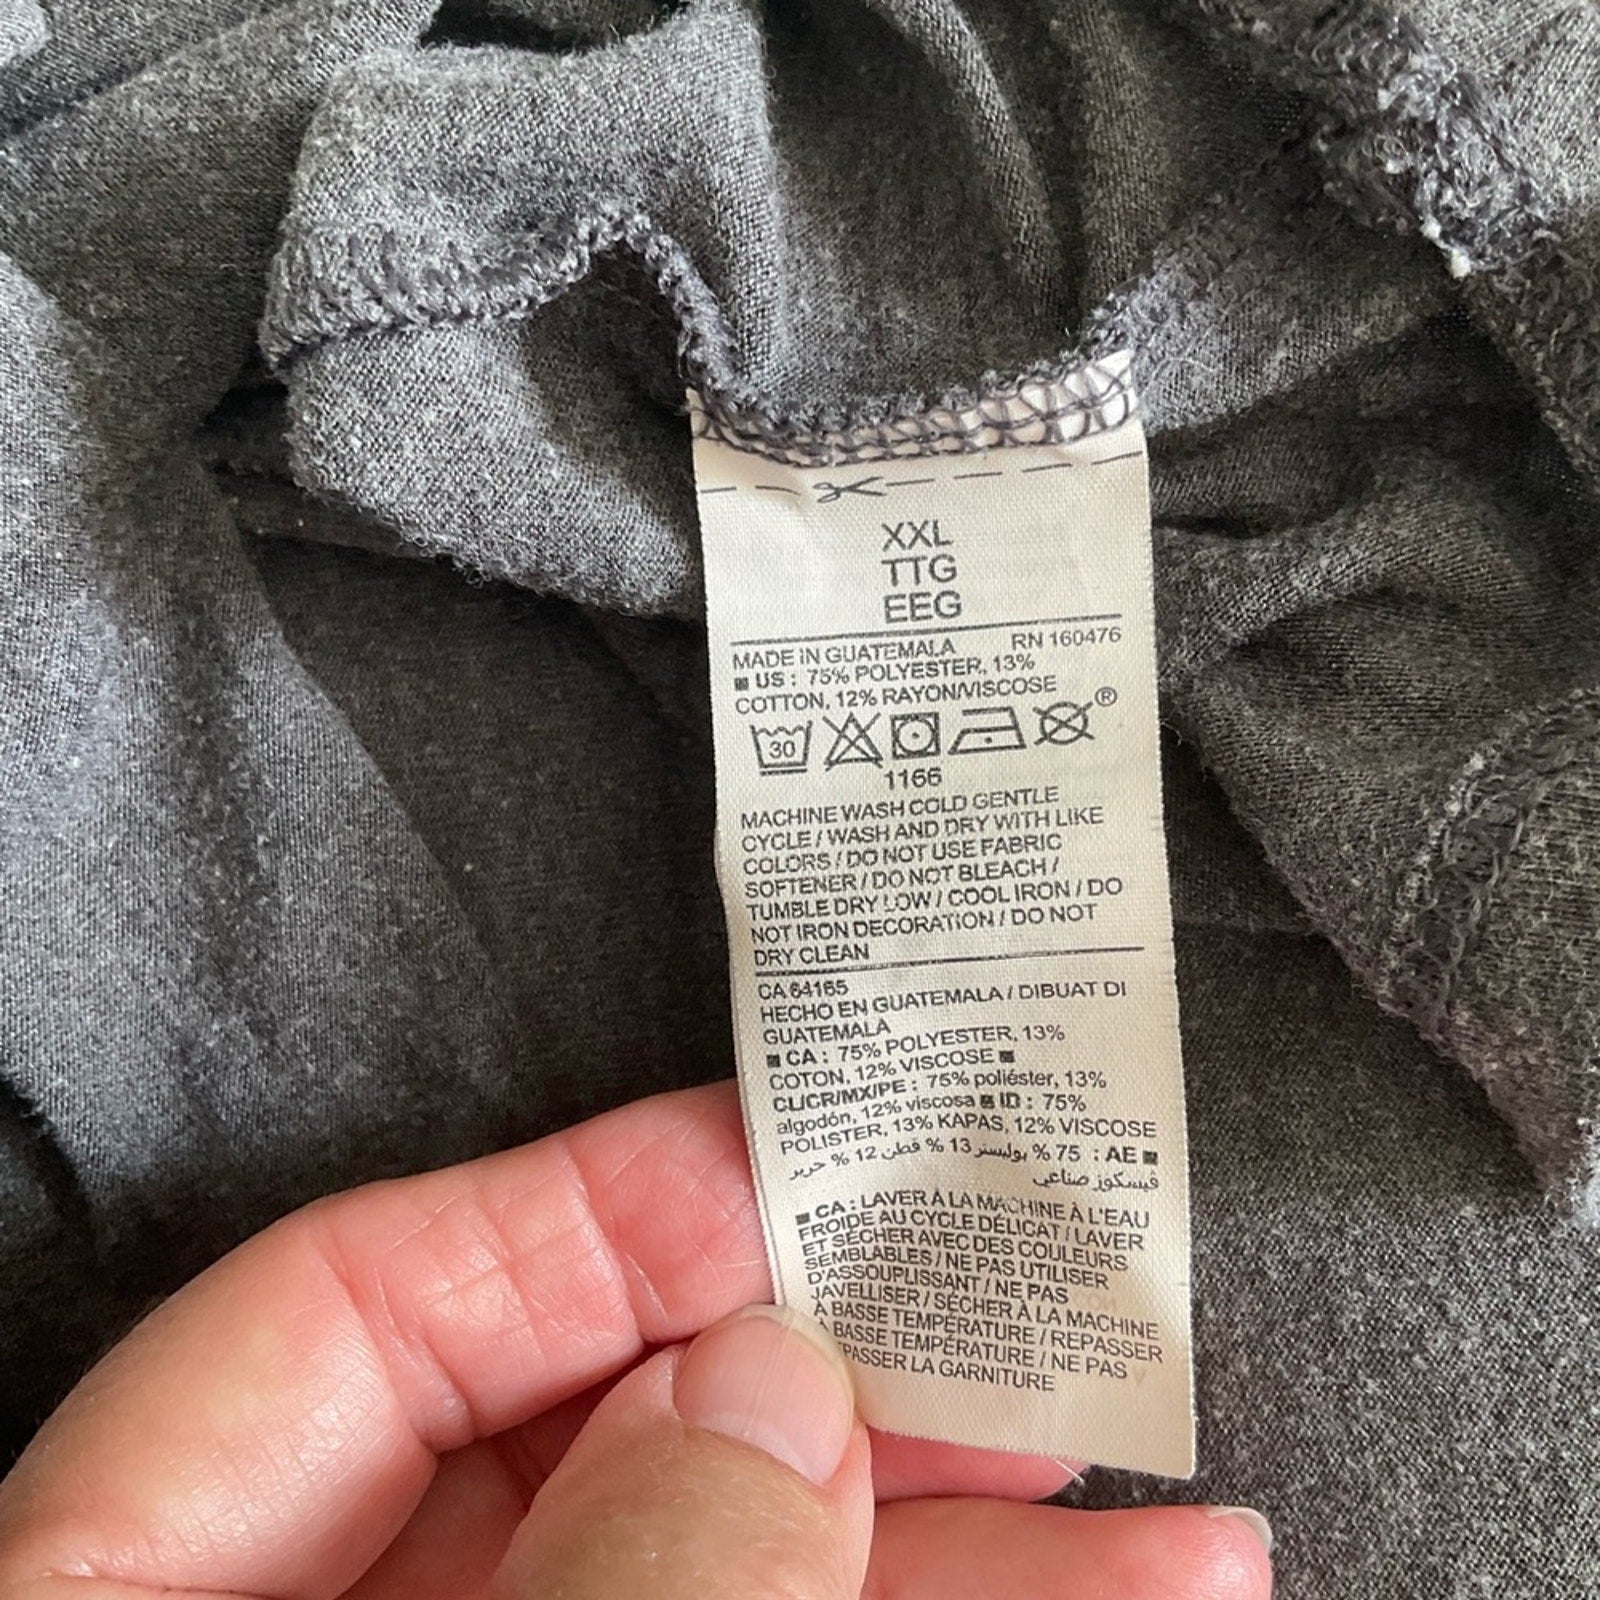 XXL
TTG
EEG
MADE IN GUATEMALA RN 160476
US : 75% POLYESTER, 13%
COTTON, 12% RAYON/VISCOSE
30 ®
1166
MACHINE WASH COLD GENTLE
CYCLE / WASH AND DRY WITH LIKE
COLORS / DO NOT USE FABRIC
SOFTENER / DO NOT BLEACH /
TUMBLE DRY LOW / COOL IRON / DO
NOT IRON DECORATION / DO NOT
DRY CLEAN
CA 64165
HECHO EN GUATEMALA / DIBUAT DI
GUATEMALA
CA : 75% POLYESTER, 13%
COTON, 12% VISCOSE
CL/CR/MX/PE : 75% poliéster, 13%
algodón, 12% viscosa ID : 75%
POLISTER, 13% KAPAS, 12% VISCOSE
AE : 75 % بوليستر 13 % قطن 12 % حرير
فيسكوز صناعي
CA : LAVER À LA MACHINE À L'EAU
FROIDE AU CYCLE DÉLICAT / LAVER
ET SÉCHER AVEC DES COULEURS
SEMBLABLES / NE PAS UTILISER
D'ASSOUPLISSANT / NE PAS
JAVELLISER / SÉCHER À LA MACHINE
À BASSE TEMPÉRATURE / REPASSER
À BASSE TEMPÉRATURE / NE PAS
LA GARNITURE